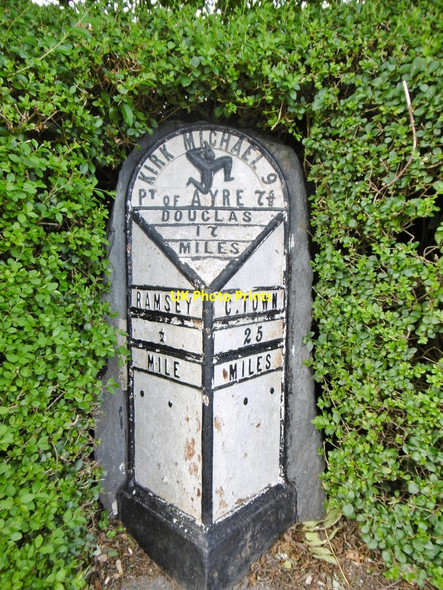 KIRK MICHAEL 9
PT OF AYRE 7½
DOUGLAS
17
MILES
RAMSEY
½
MILE
C. TOWN
25
MILES
UK Photo Prints